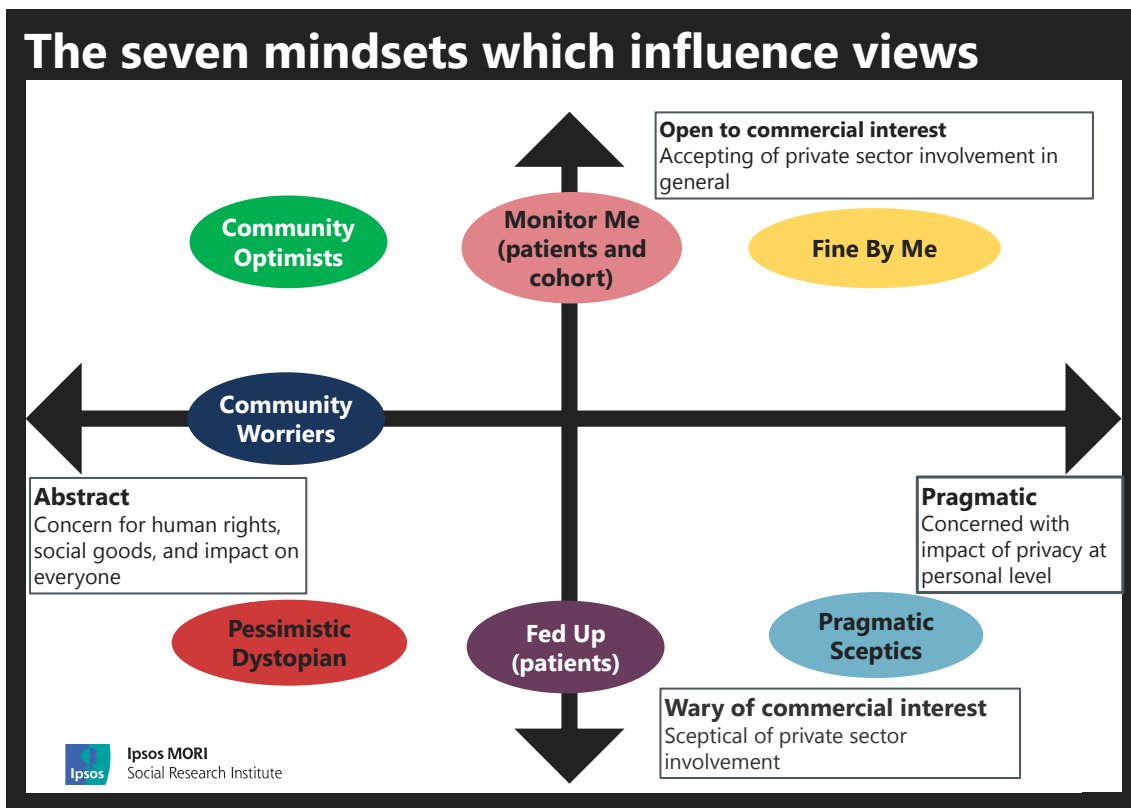 The seven mindsets which influence views
Open to commercial interest
Accepting of private sector involvement in
general
Community
Optimists
Monitor Me
(patients and
cohort)
Fine By Me
Community
Worriers
Abstract
Concern for human rights,
social goods, and impact on
everyone
Pragmatic
Concerned with
impact of privacy at
personal level
Pessimistic
Dystopian
Fed Up
(patients)
Pragmatic
Sceptics
Wary of commercial interest
Sceptical of private sector
involvement
Ipsos
Ipsos MORI
Social Research Institute